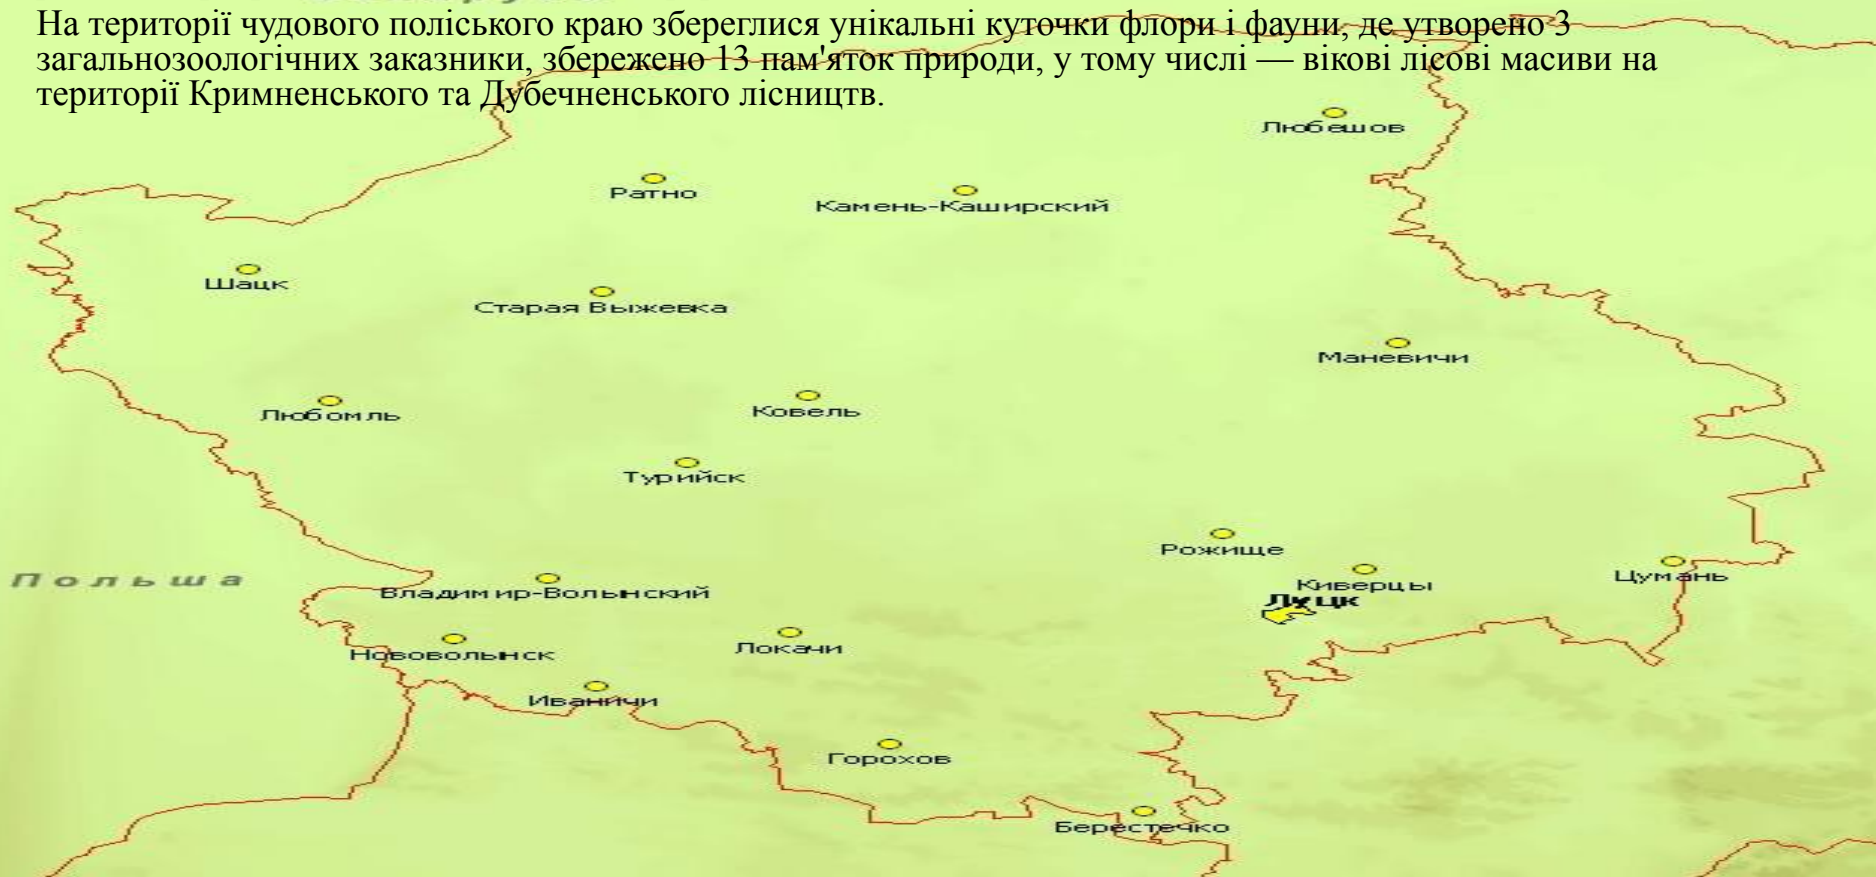 На території чудового поліського краю збереглися унікальні куточки флори і фауни, де утворено 3
загальнозоологічних заказники, збережено 13 пам'яток природи, у тому числі — вікові лісові масиви на
території Кримненського та Дубечненського лісництв.
Любешов
Ратно
Камень-Каширский
Шацк
Старая Выжевка
Маневичи
Любомль
Ковель
Турийск
Рожище
Польша
Киверцы
Цумань
Владимир-Волынский
Луцк
Нововолынск
Локачи
Иваничи
Горохов
Берестечко